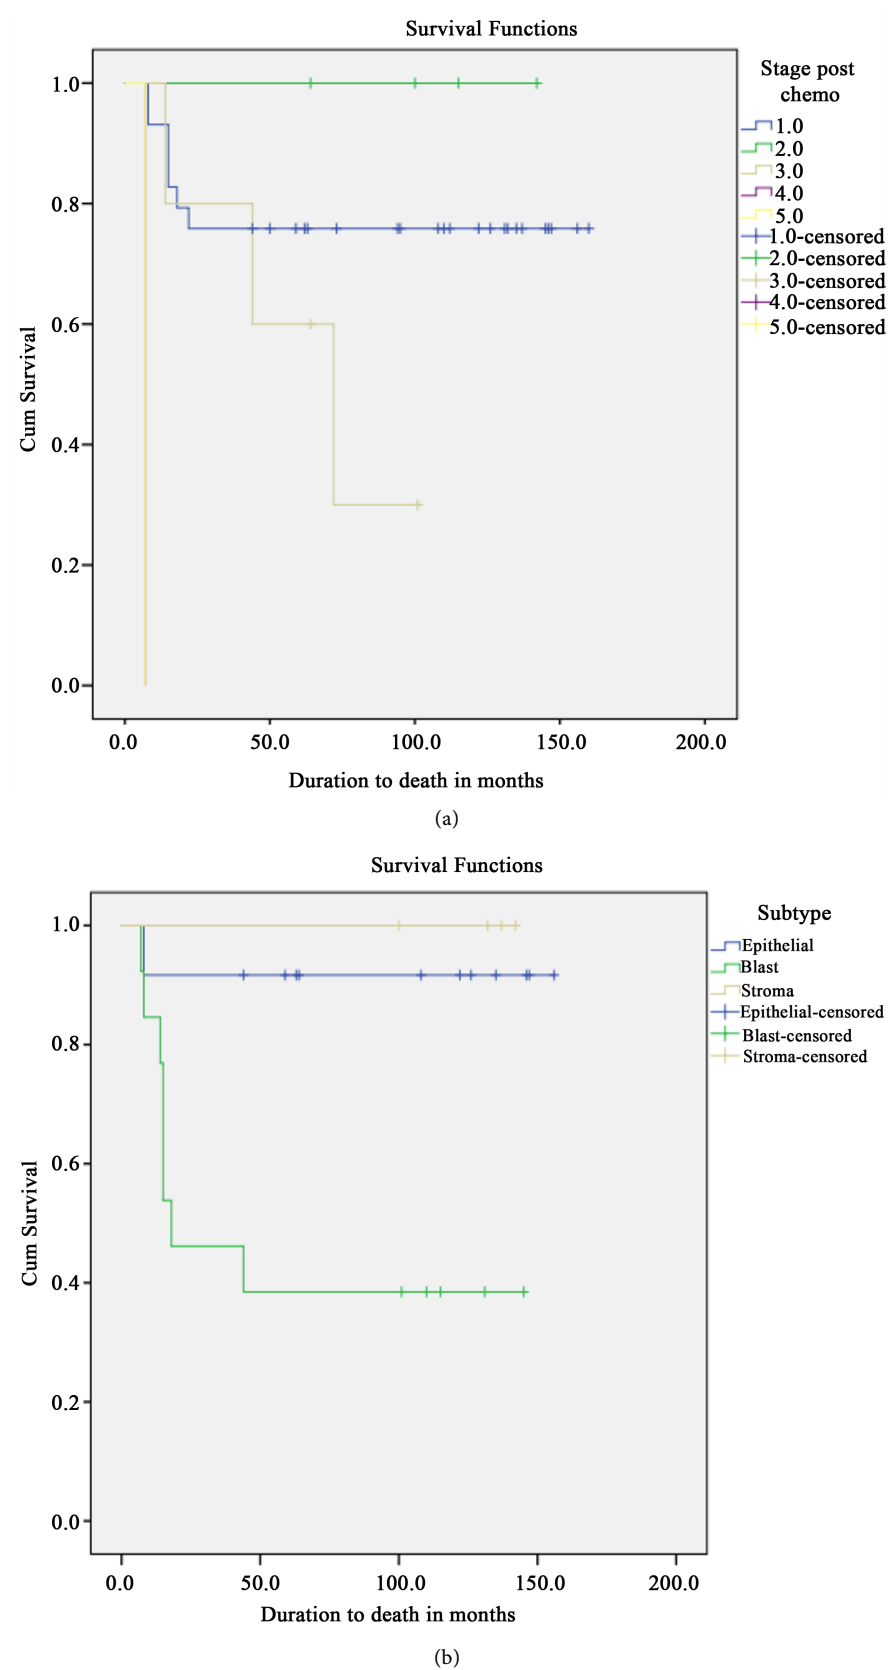 Survival Functions
Stage post
chemo
1.0
2.0
3.0
4.0
5.0
1.0-censored
2.0-censored
3.0-censored
4.0-censored
5.0-censored
Cum Survival
1.0
0.8
0.6
0.4
0.2
0.0
0.0 50.0 100.0 150.0 200.0
Duration to death in months
(a)
Survival Functions
Subtype
Epithelial
Blast
Stroma
Epithelial-censored
Blast-censored
Stroma-censored
Cum Survival
1.0
0.8
0.6
0.4
0.2
0.0
0.0 50.0 100.0 150.0 200.0
Duration to death in months
(b)